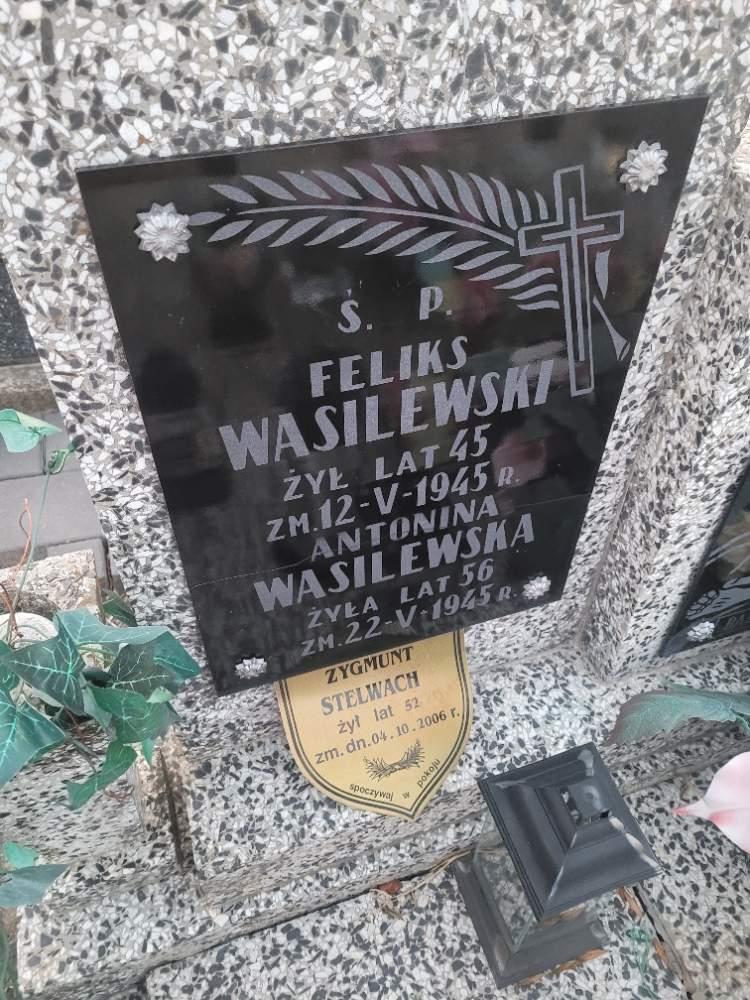 Ś. P.
FELIKS
WASILEWSKI
ŻYŁ LAT 45
ZM. 12-V-1945 R.
ANTONINA
WASILEWSKA
ŻYŁA LAT 56
ZM. 22-V-1945 R.
ZYGMUNT
STELWACH
żył lat 52
zm. dn. 04.10.2006 r.
spoczywaj w pokoju